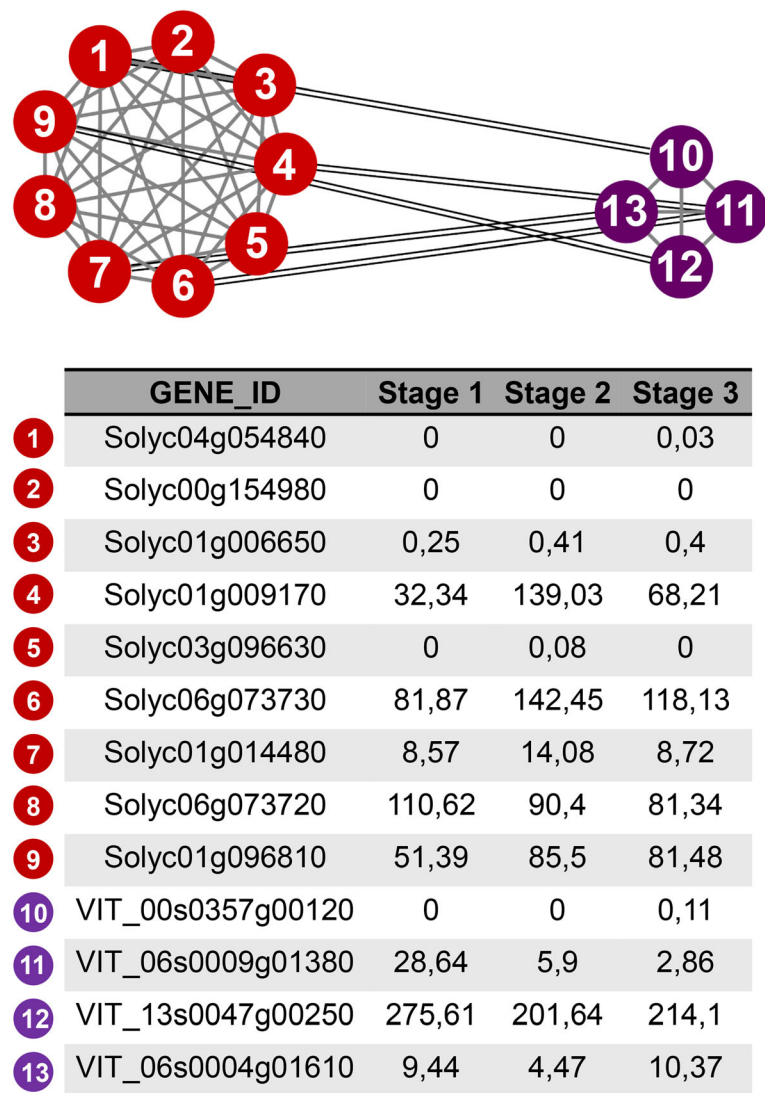 1
2
3
4
5
6
7
8
9
10
11
12
13
GENE_ID Stage 1 Stage 2 Stage 3
1 Solyc04g054840 0 0 0,03
2 Solyc00g154980 0 0 0
3 Solyc01g006650 0,25 0,41 0,4
4 Solyc01g009170 32,34 139,03 68,21
5 Solyc03g096630 0 0,08 0
6 Solyc06g073730 81,87 142,45 118,13
7 Solyc01g014480 8,57 14,08 8,72
8 Solyc06g073720 110,62 90,4 81,34
9 Solyc01g096810 51,39 85,5 81,48
10 VIT_00s0357g00120 0 0 0,11
11 VIT_06s0009g01380 28,64 5,9 2,86
12 VIT_13s0047g00250 275,61 201,64 214,1
13 VIT_06s0004g01610 9,44 4,47 10,37